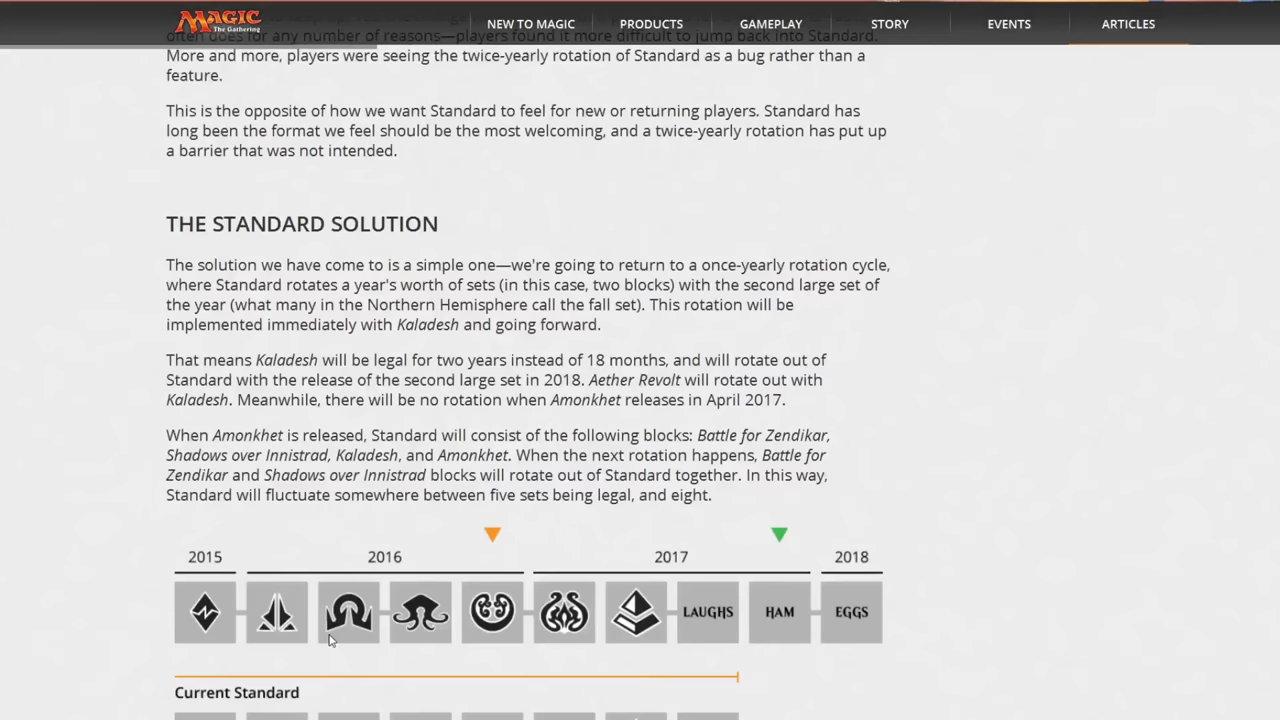 MAGIC
The Gathering
NEW TO MAGIC
PRODUCTS
GAMEPLAY
STORY
EVENTS
ARTICLES
often does for any number of reasons—players found it more difficult to jump back into Standard.
More and more, players were seeing the twice-yearly rotation of Standard as a bug rather than a
feature.
This is the opposite of how we want Standard to feel for new or returning players. Standard has
long been the format we feel should be the most welcoming, and a twice-yearly rotation has put up
a barrier that was not intended.
THE STANDARD SOLUTION
The solution we have come to is a simple one—we're going to return to a once-yearly rotation cycle,
where Standard rotates a year's worth of sets (in this case, two blocks) with the second large set of
the year (what many in the Northern Hemisphere call the fall set). This rotation will be
implemented immediately with Kaladesh and going forward.
That means Kaladesh will be legal for two years instead of 18 months, and will rotate out of
Standard with the release of the second large set in 2018. Aether Revolt will rotate out with
Kaladesh. Meanwhile, there will be no rotation when Amonkhet releases in April 2017.
When Amonkhet is released, Standard will consist of the following blocks: Battle for Zendikar,
Shadows over Innistrad, Kaladesh, and Amonkhet. When the next rotation happens, Battle for
Zendikar and Shadows over Innistrad blocks will rotate out of Standard together. In this way,
Standard will fluctuate somewhere between five sets being legal, and eight.
2015
2016
2017
2018
LAUGHS
HAM
EGGS
Current Standard